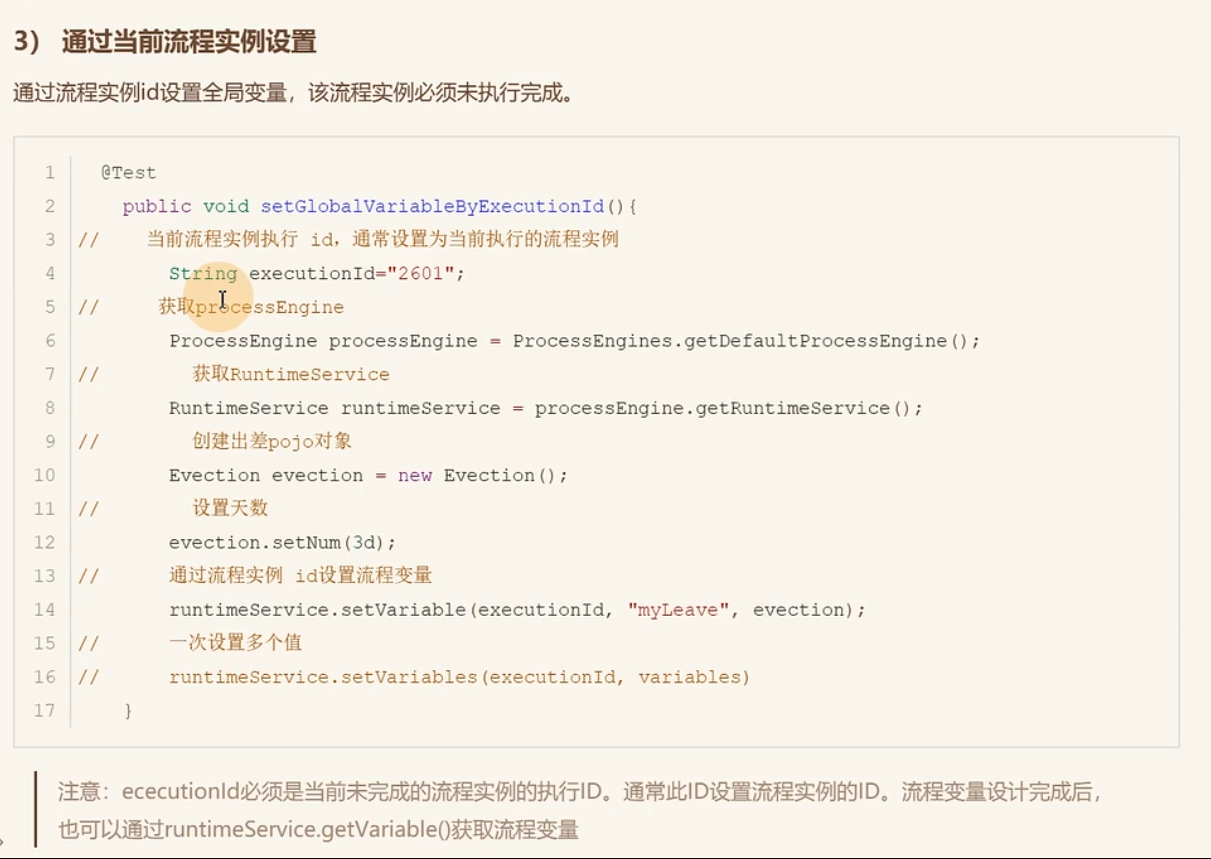 3） 通过当前流程实例设置
通过流程实例id设置全局变量，该流程实例必须未执行完成。
1 @Test
2 public void setGlobalVariableByExecutionId(){
3 // 当前流程实例执行 id，通常设置为当前执行的流程实例
4 String executionId="2601";
5 // 获取processEngine
6 ProcessEngine processEngine = ProcessEngines.getDefaultProcessEngine();
7 // 获取RuntimeService
8 RuntimeService runtimeService = processEngine.getRuntimeService();
9 // 创建出差pojo对象
10 Evection evection = new Evection();
11 // 设置天数
12 evection.setNum(3d);
13 // 通过流程实例 id设置流程变量
14 runtimeService.setVariable(executionId, "myLeave", evection);
15 // 一次设置多个值
16 // runtimeService.setVariables(executionId, variables)
17 }
注意：ececutionId必须是当前未完成的流程实例的执行ID。通常此ID设置流程实例的ID。流程变量设计完成后，
也可以通过runtimeService.getVariable()获取流程变量